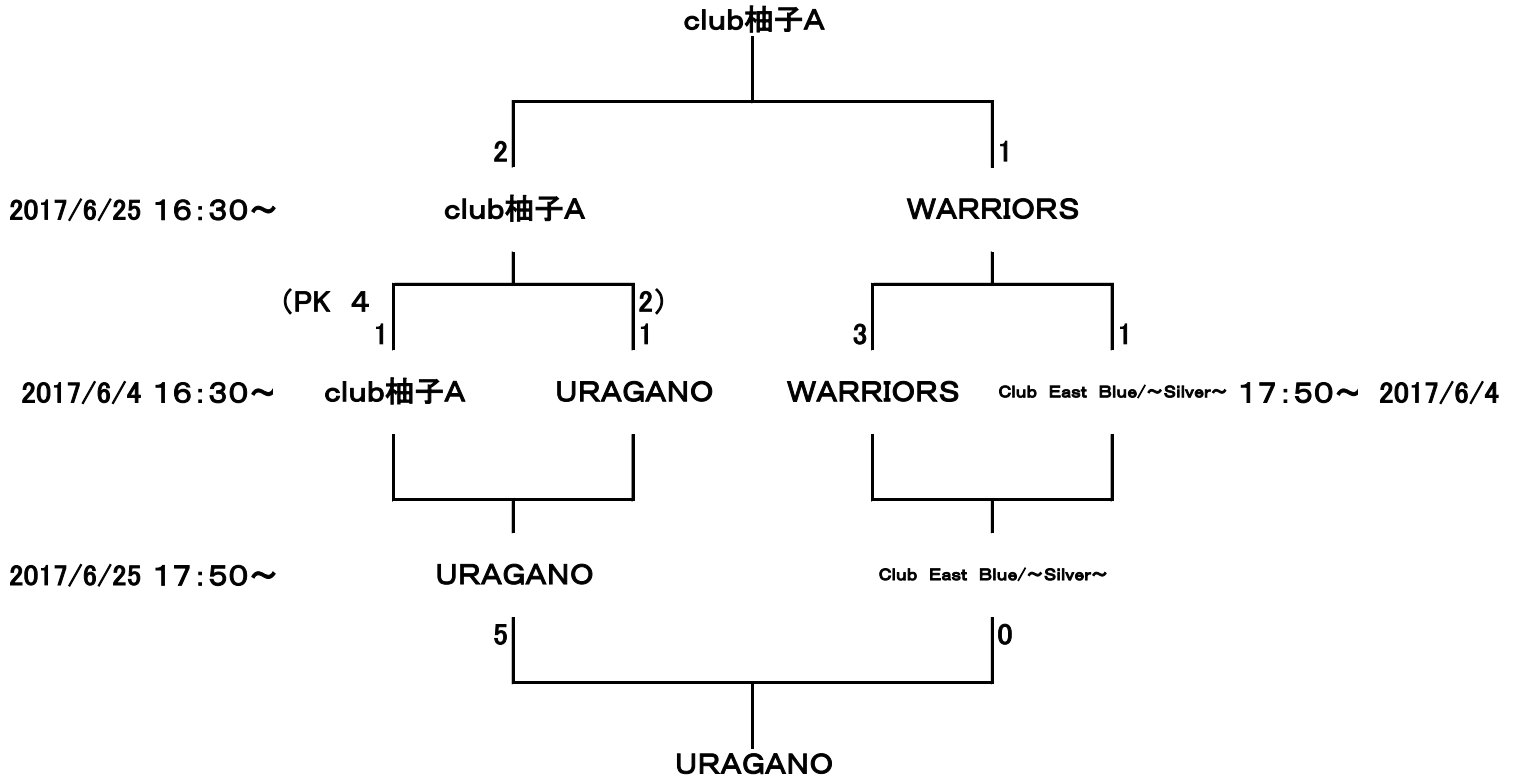 club柚子A
2 1
2017/6/25 16:30～ club柚子A WARRIORS
(PK 4 2)
1 1 3 1
2017/6/4 16:30～ club柚子A URAGANO WARRIORS Club East Blue/～Silver～ 17:50～ 2017/6/4
2017/6/25 17:50～ URAGANO Club East Blue/～Silver～
5 0
URAGANO